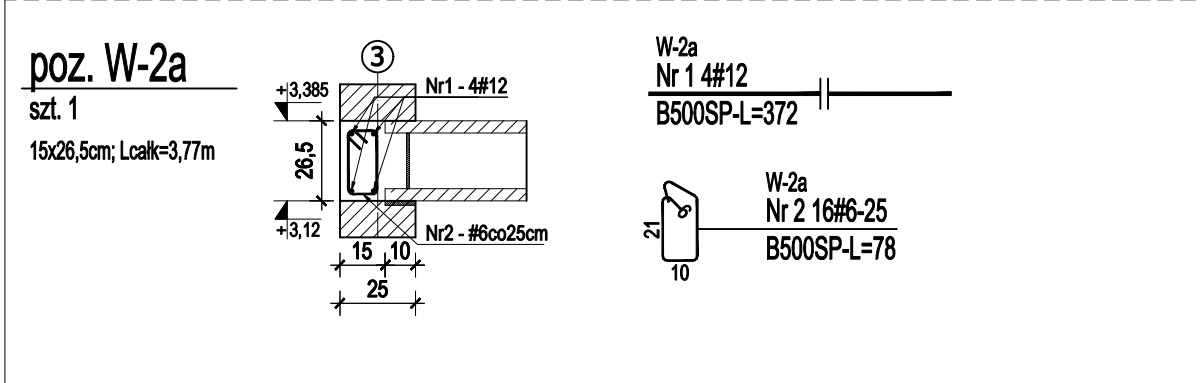 poz. W-2a
szt. 1
15x26,5cm; Lcałk=3,77m
3
+3,385
Nr1 - 4#12
26,5
+3,12
Nr2 - #6co25cm
15
10
25
W-2a
Nr 1 4#12
B500SP-L=372
W-2a
Nr 2 16#6-25
B500SP-L=78
21
10